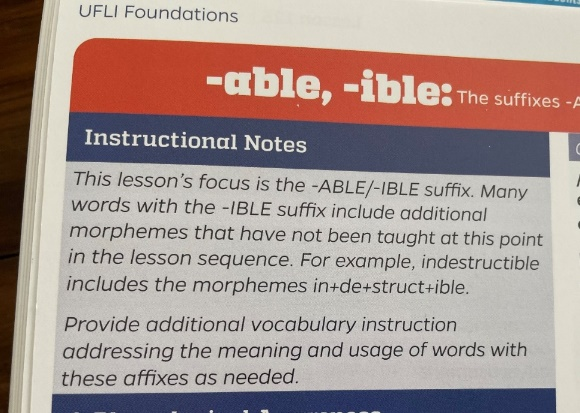 UFLI Foundations
-able, -ible: The suffixes
Instructional Notes
This lesson's focus is the -ABLE/-IBLE suffix. Many
words with the -IBLE suffix include additional
morphemes that have not been taught at this point
in the lesson sequence. For example, indestructible
includes the morphemes in+de+struct+ible.
Provide additional vocabulary instruction
addressing the meaning and usage of words with
these affixes as needed.